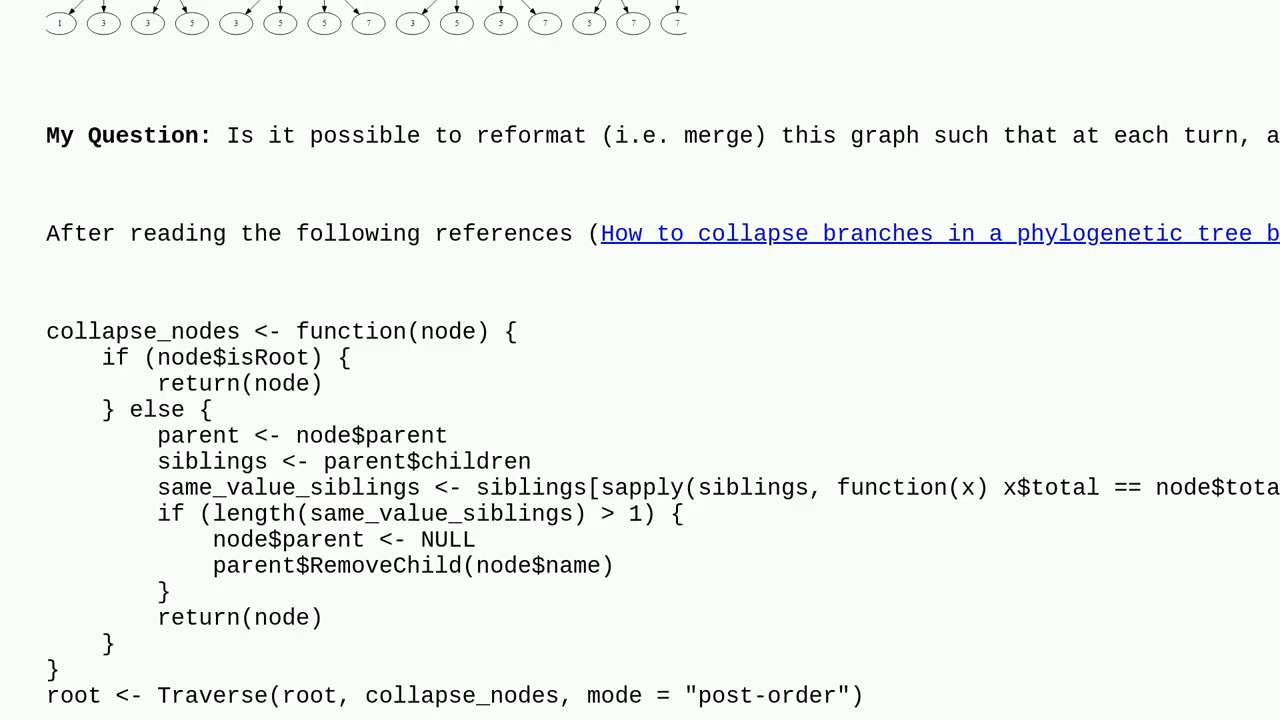 1 3 3 5 3 5 5 7 3 5 5 7 5 7 7
My Question: Is it possible to reformat (i.e. merge) this graph such that at each turn, a
After reading the following references (How to collapse branches in a phylogenetic tree b
collapse_nodes <- function(node) {
    if (node$isRoot) {
        return(node)
    } else {
        parent <- node$parent
        siblings <- parent$children
        same_value_siblings <- siblings[sapply(siblings, function(x) x$total == node$tota
        if (length(same_value_siblings) > 1) {
            node$parent <- NULL
            parent$RemoveChild(node$name)
        }
        return(node)
    }
}
root <- Traverse(root, collapse_nodes, mode = "post-order")